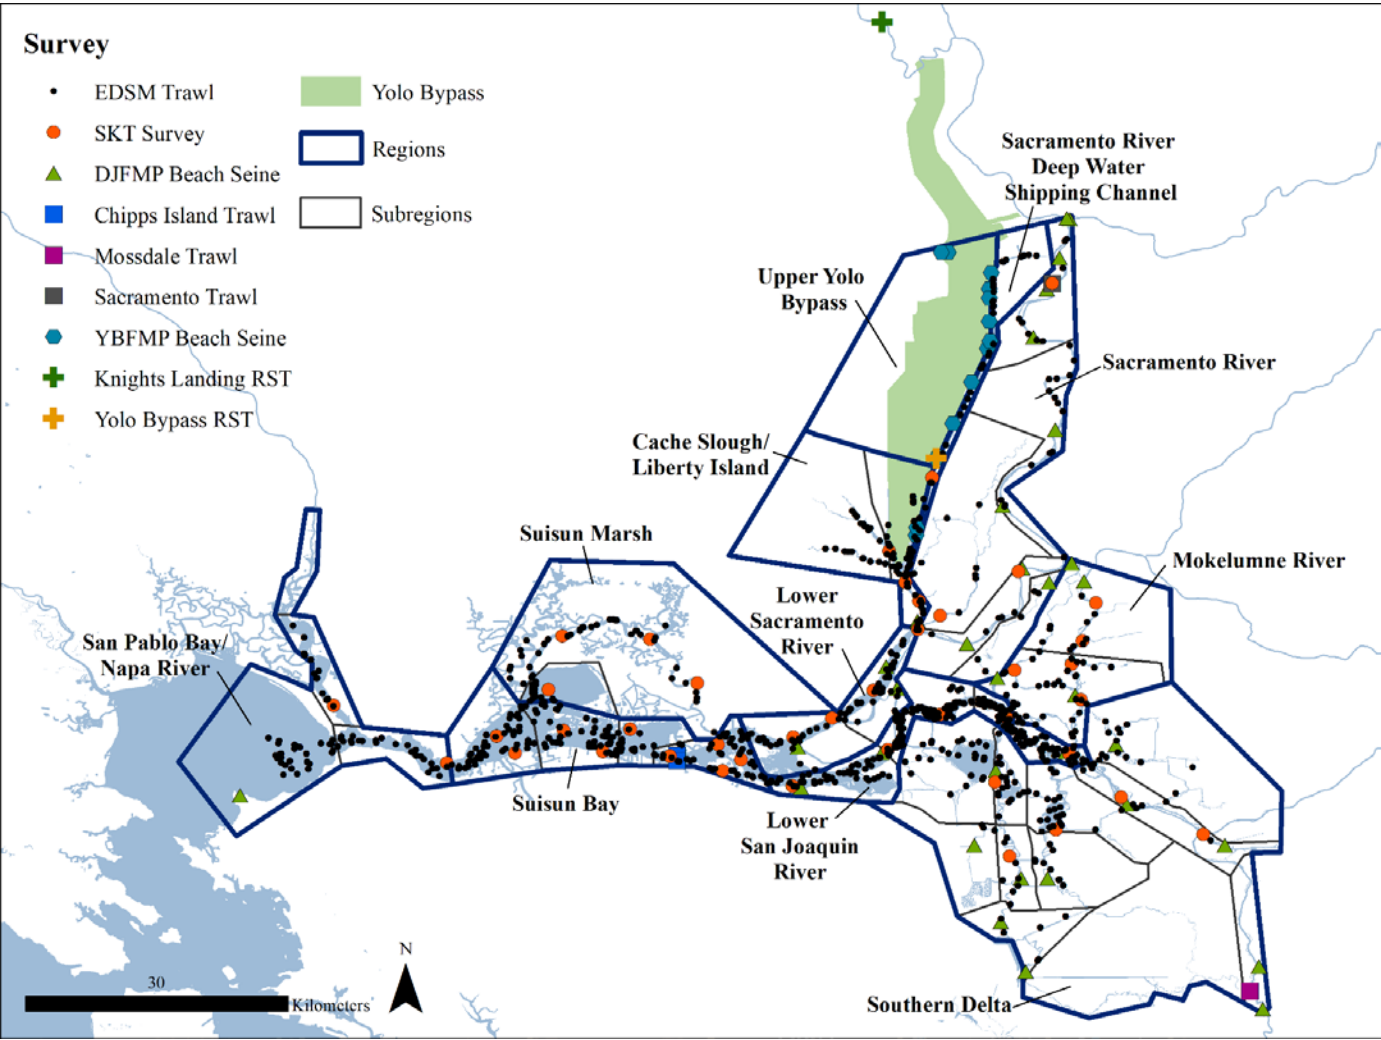 Survey
EDSM Trawl
SKT Survey
DJFMP Beach Seine
Chipps Island Trawl
Mossdale Trawl
Sacramento Trawl
YBFMP Beach Seine
Knights Landing RST
Yolo Bypass RST
Yolo Bypass
Regions
Subregions
Sacramento River
Deep Water
Shipping Channel
Upper Yolo
Bypass
Sacramento River
Cache Slough/
Liberty Island
Suisun Marsh
Mokelumne River
Lower
Sacramento
River
San Pablo Bay/
Napa River
Suisun Bay
Lower
San Joaquin
River
Southern Delta
N
30
Kilometers